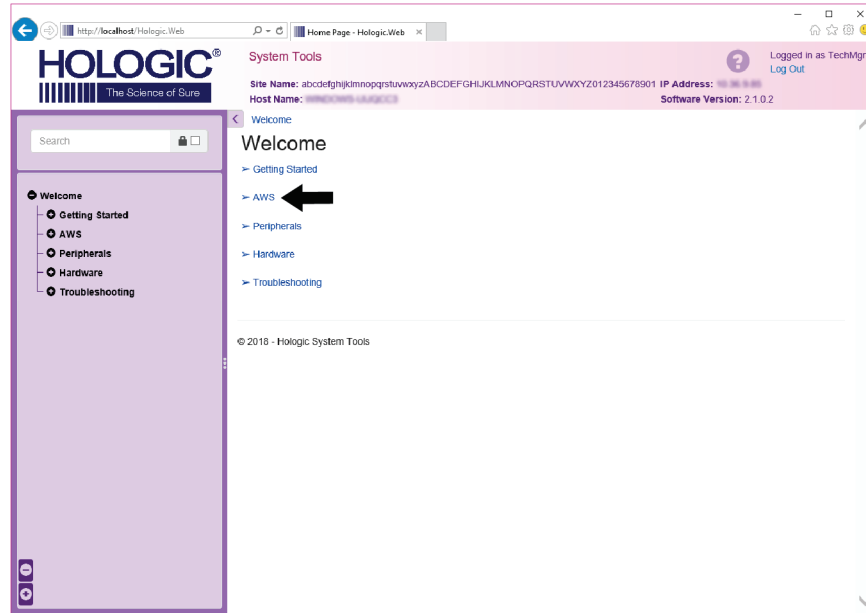 http://localhost/Hologic.Web
Home Page - Hologic.Web
HOLOGIC®
The Science of Sure
System Tools
Logged in as TechMgr
Log Out
Site Name: abcdefghijklmnopqrstuvwxyzABCDEFGHIJKLMNOPQRSTUVWXYZ012345678901 IP Address:
Host Name:
Software Version: 2.1.0.2
Search
Welcome
Getting Started
AWS
Peripherals
Hardware
Troubleshooting
Welcome
Welcome
➢ Getting Started
➢ AWS
➢ Peripherals
➢ Hardware
➢ Troubleshooting
© 2018 - Hologic System Tools